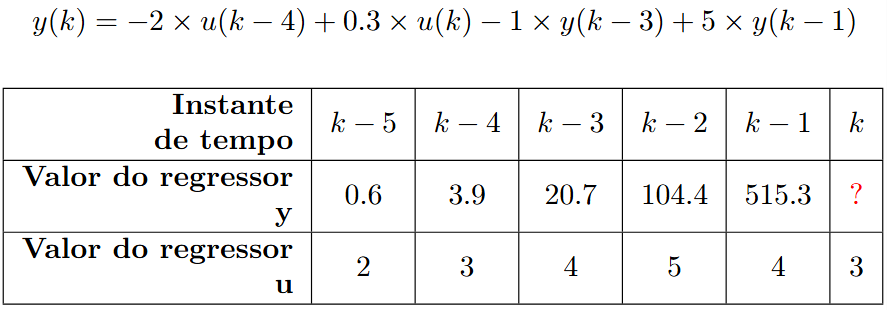 y(k) = −2 × u(k − 4) + 0.3 × u(k) − 1 × y(k − 3) + 5 × y(k − 1)
Instante de tempo k − 5 k − 4 k − 3 k − 2 k − 1 k
Valor do regressor y 0.6 3.9 20.7 104.4 515.3 ?
Valor do regressor u 2 3 4 5 4 3